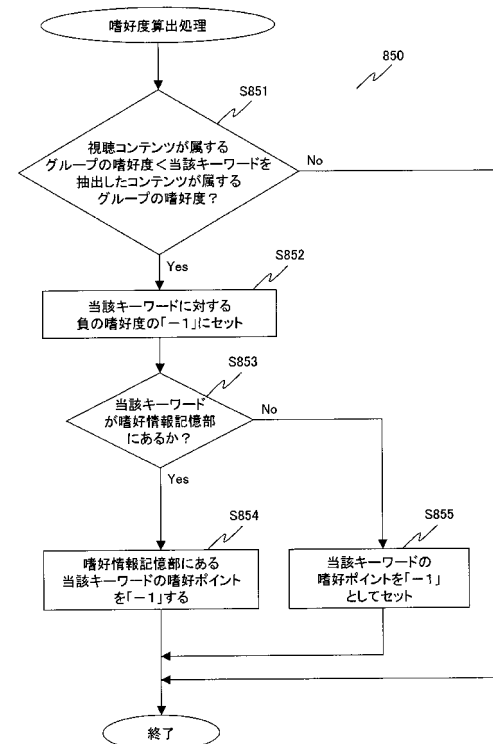 嗜好度算出処理
850
S851
視聴コンテンツが属する
グループの嗜好度＜当該キーワードを
抽出したコンテンツが属する
グループの嗜好度？
No
Yes
S852
当該キーワードに対する
負の嗜好度の「－1」にセット
S853
当該キーワード
が嗜好情報記憶部
にあるか？
No
Yes
S854
嗜好情報記憶部にある
当該キーワードの嗜好ポイント
を「－1」する
S855
当該キーワードの
嗜好ポイントを「－1」
としてセット
終了